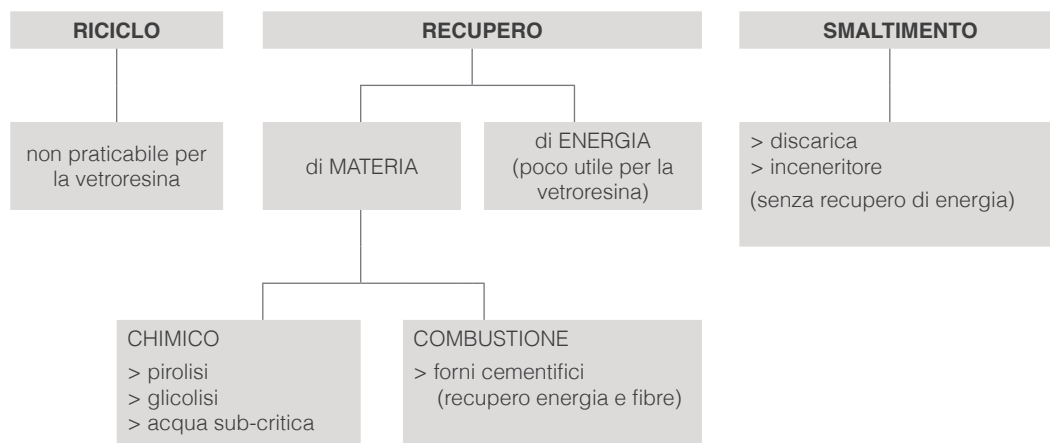 RICICLO
RECUPERO
SMALTIMENTO
non praticabile per
la vetroresina
di MATERIA
di ENERGIA
(poco utile per la
vetroresina)
> discarica
> inceneritore
(senza recupero di energia)
CHIMICO
> pirolisi
> glicolisi
> acqua sub-critica
COMBUSTIONE
> forni cementifici
(recupero energia e fibre)